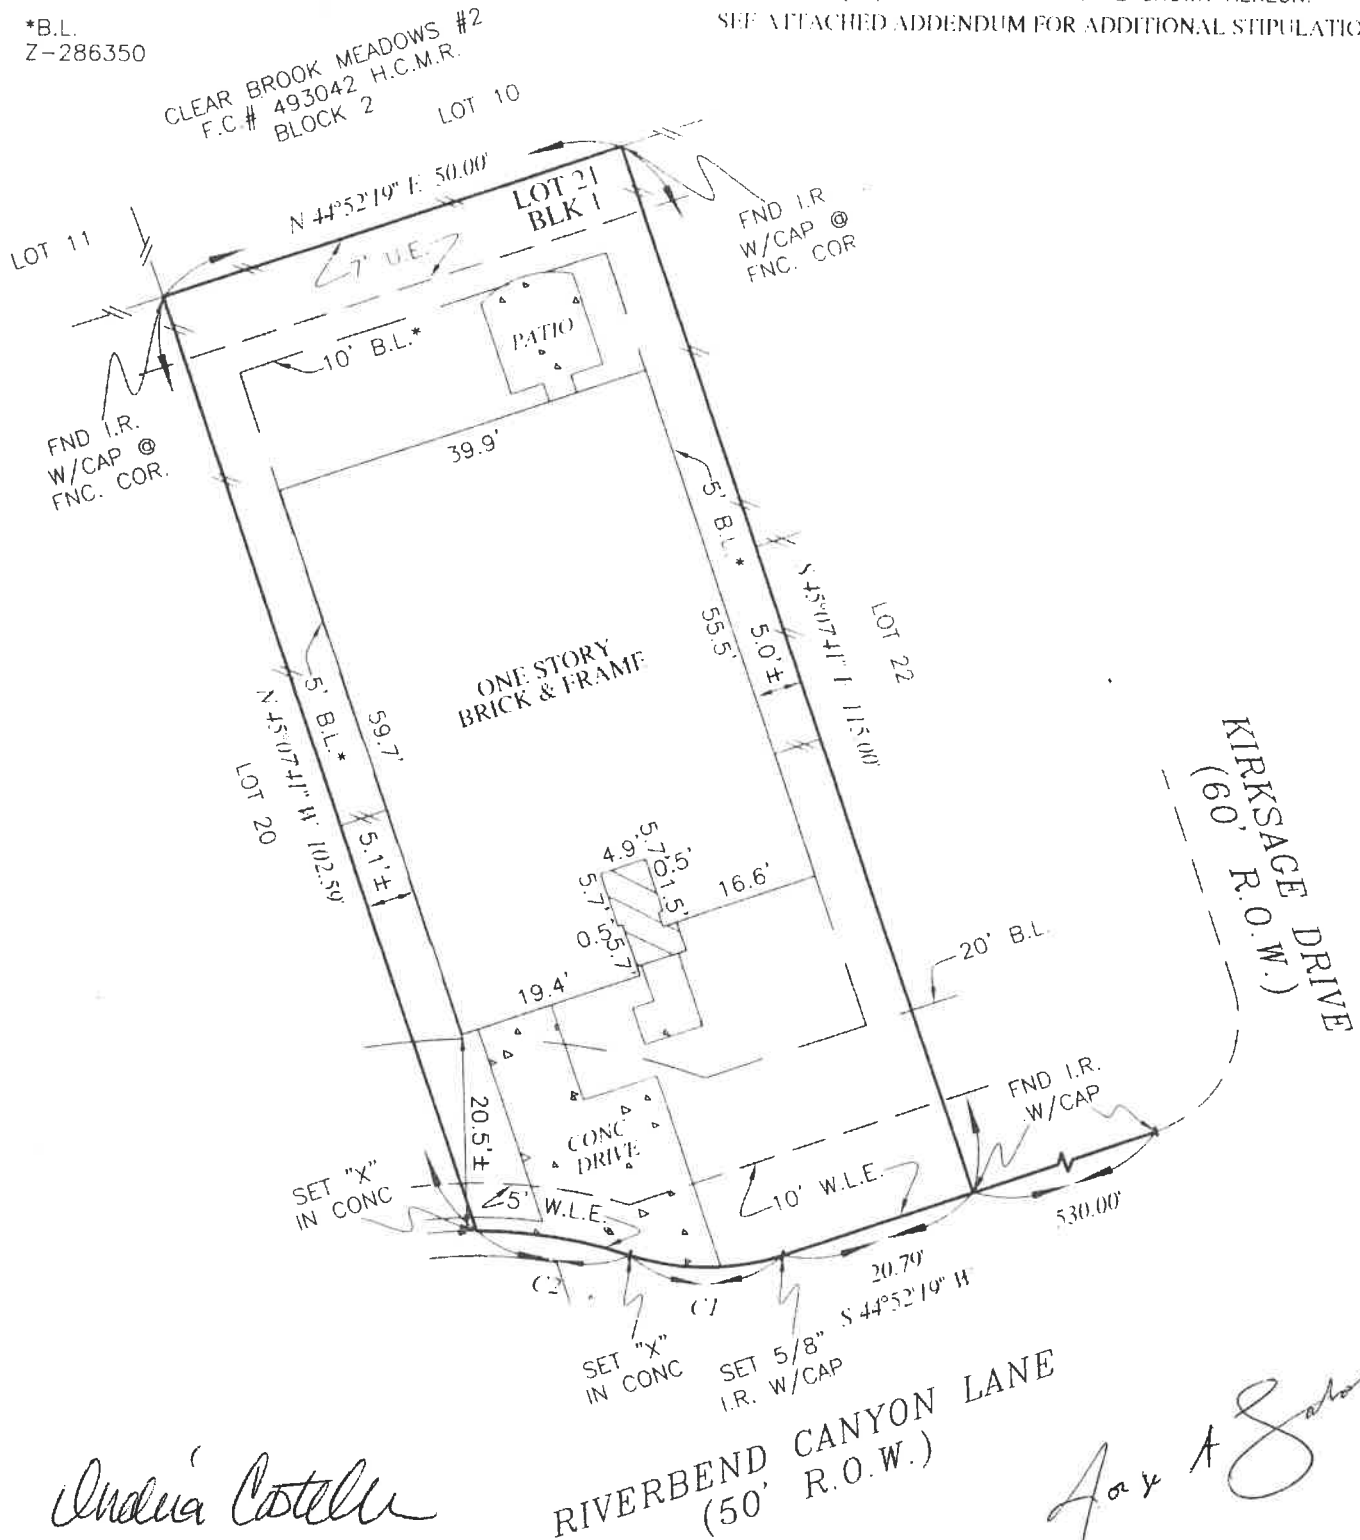 *B.L.
Z-286350
SEE ATTACHED ADDENDUM FOR ADDITIONAL
CLEAR BROOK MEADOWS #2
F.C.# 493042 H.C.M.R.
BLOCK 2
LOT 10
LOT 11
N 44°52'19" E 50.00'
LOT 21
BLK 1
FND I.R
W/CAP @
FNC. COR
7' U.E.
10' B.L.*
PATIO
FND I.R.
W/CAP @
FNC. COR.
39.9'
5' B.L.*
55.5'
5.0'±
S 45°07'41" E 115.00'
LOT 22
ONE STORY
BRICK & FRAME
5' B.L.*
59.7'
N 45°07'41" W 102.59'
LOT 20
5.1'±
KIRKSAGE DRIVE
(60' R.O.W.)
4.9'
5.7'
0.5'
1.5'
16.6'
5.7'
0.5'
5.7'
19.4'
20' B.L.
20.5'±
CONC
DRIVE
FND I.R.
W/CAP
SET "X"
IN CONC
5' W.L.E.
10' W.L.E.
530.00'
C2
C1
20.79'
S 44°52'19" W
SET "X"
IN CONC
SET 5/8"
I.R. W/CAP
RIVERBEND CANYON LANE
(50' R.O.W.)